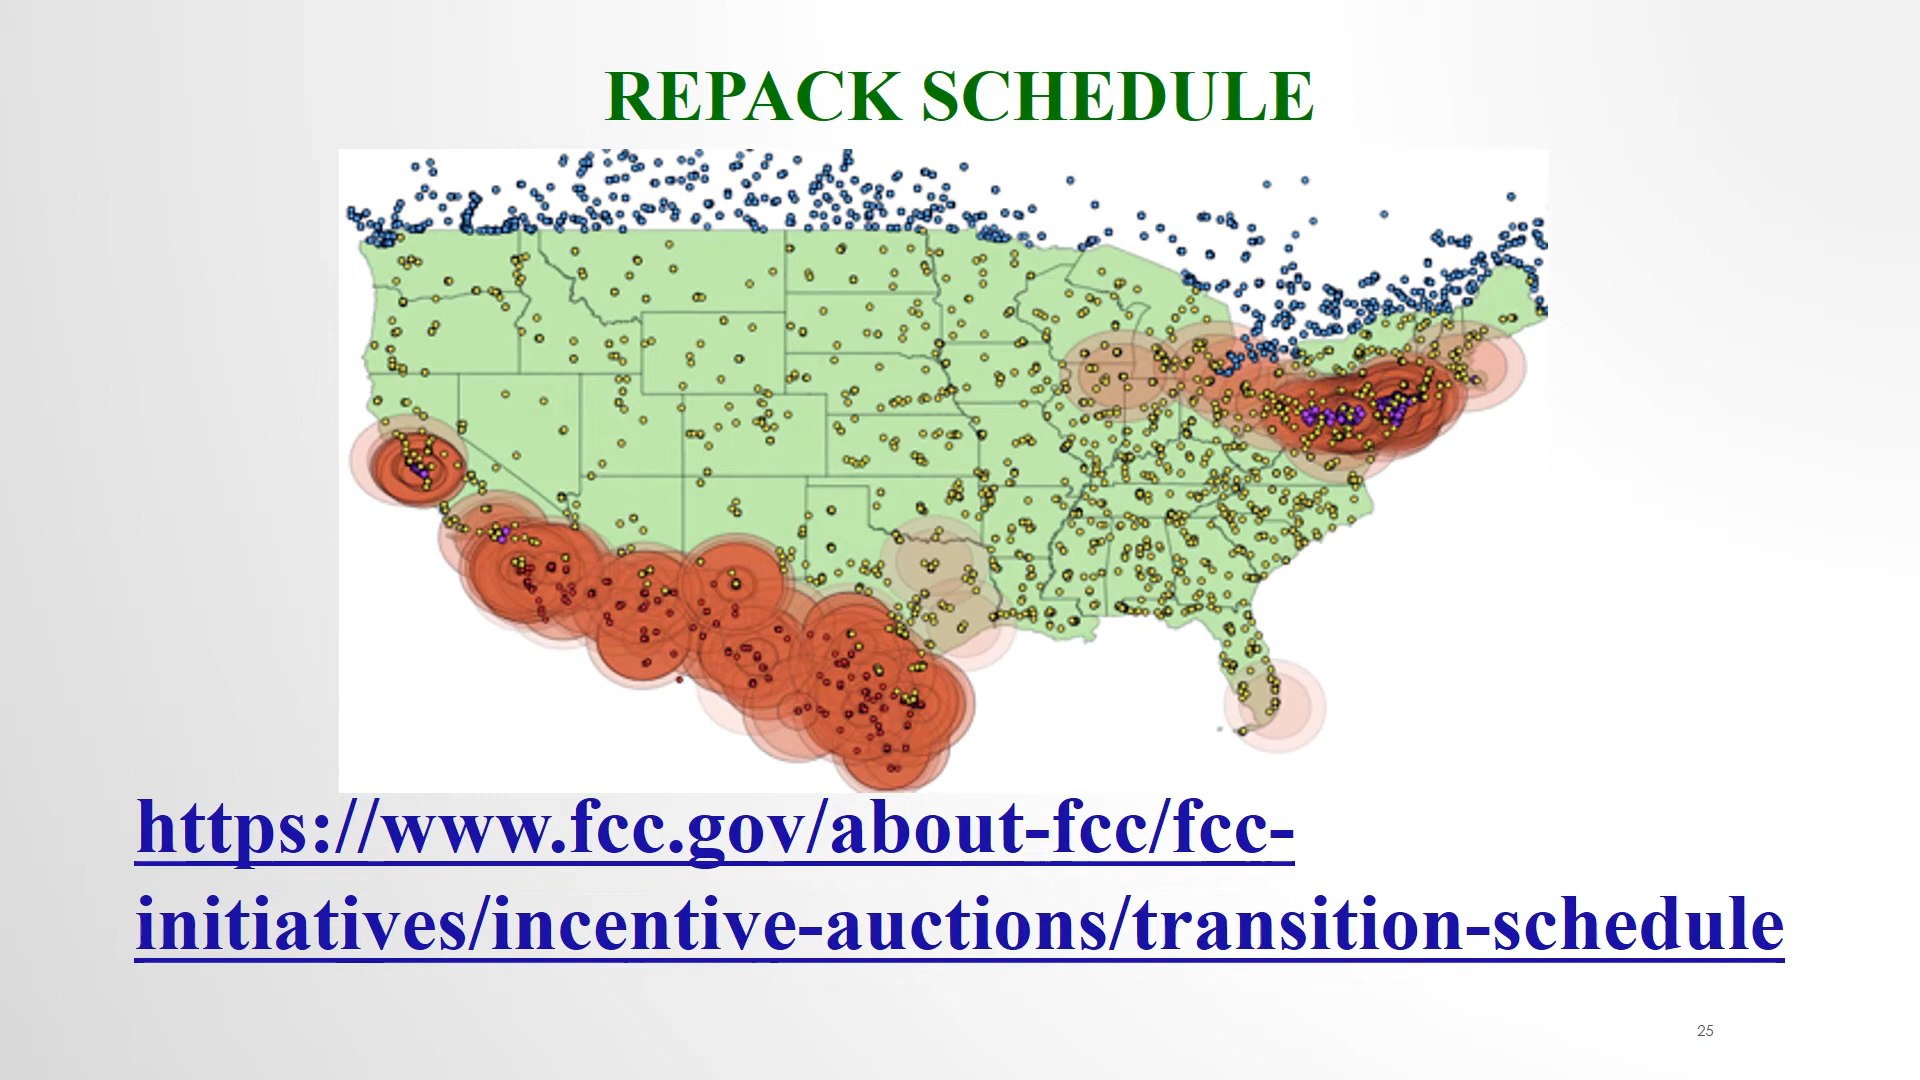 REPACK SCHEDULE
https://www.fcc.gov/about-fcc/fcc-
initiatives/incentive-auctions/transition-schedule
25